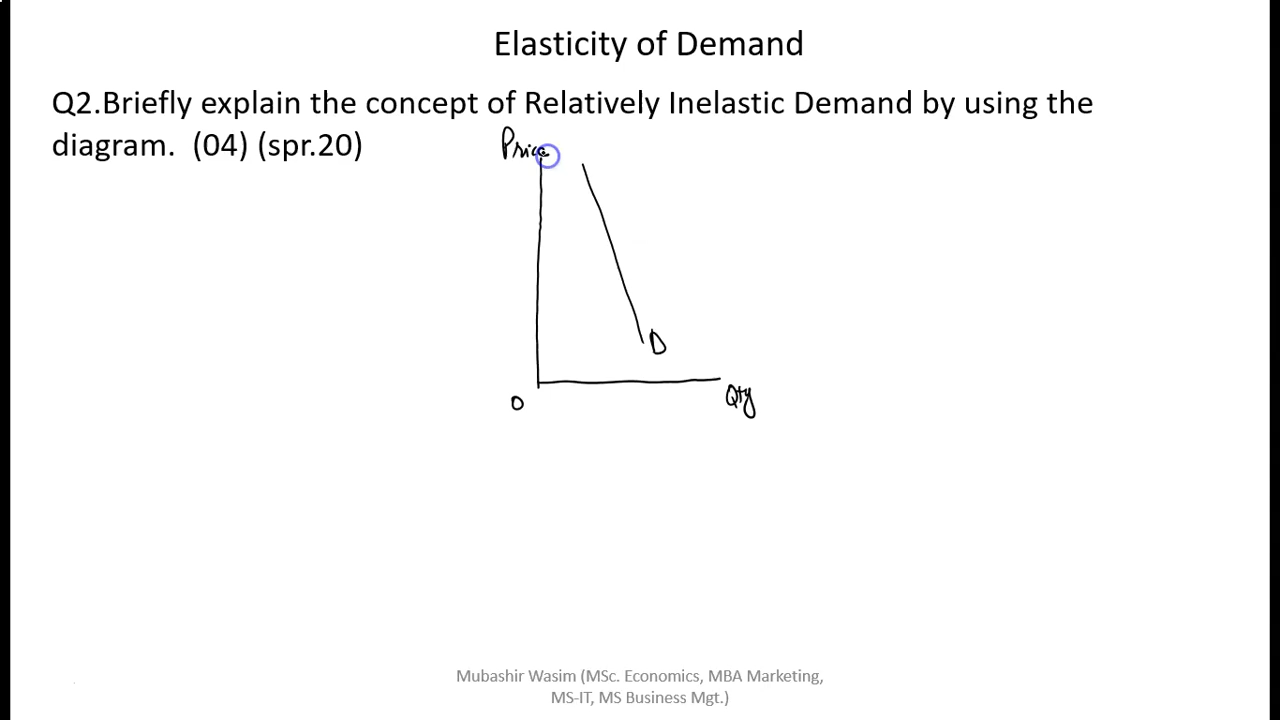 Elasticity of Demand
Q2.Briefly explain the concept of Relatively Inelastic Demand by using the
diagram. (04) (spr.20)
Price
D
0
Qty
Mubashir Wasim (MSc. Economics, MBA Marketing,
MS-IT, MS Business Mgt.)